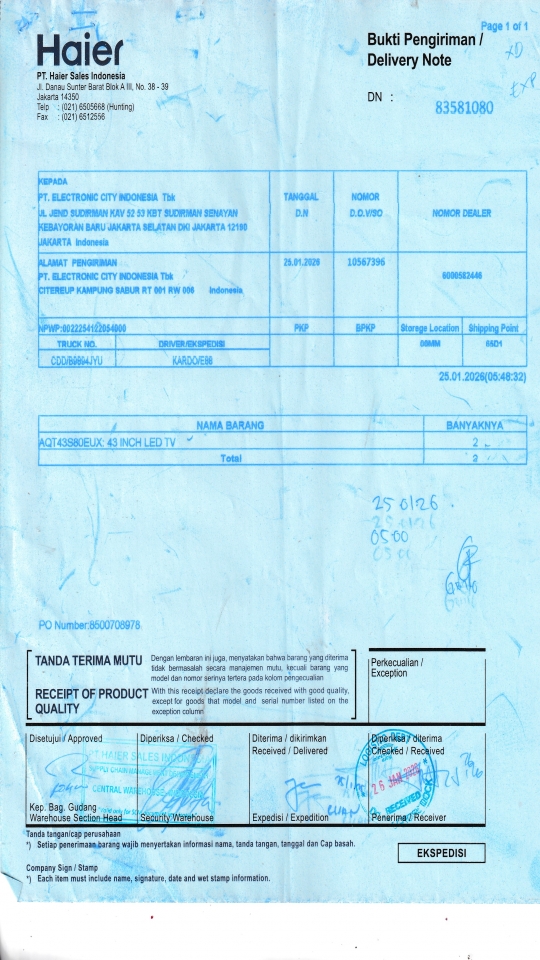 Page 1 of 1
Haier
Bukti Pengiriman /
Delivery Note
PT. Haier Sales Indonesia
Jl. Danau Sunter Barat Blok A III, No. 38 - 39
Jakarta 14350
Telp : (021) 6505668 (Hunting)
Fax : (021) 6512556
DN :
83581080
KEPADA
PT. ELECTRONIC CITY INDONESIA Tbk
JL JEND SUDIRMAN KAV 52 53 KBT SUDIRMAN SENAYAN
KEBAYORAN BARU JAKARTA SELATAN DKI JAKARTA 12190
JAKARTA Indonesia
TANGGAL
D.N
NOMOR
D.O.V/SO
NOMOR DEALER
ALAMAT PENGIRIMAN
PT. ELECTRONIC CITY INDONESIA Tbk
CITEREUP KAMPUNG SABUR RT 001 RW 006 Indonesia
25.01.2026
10567396
6000582446
NPWP:0022254122054000
PKP
BPKP
Storage Location
Shipping Point
TRUCK NO.
DRIVER/EKSPEDISI
KARDO/E88
25.01.2026(05:48:32)
NAMA BARANG
BANYAKNYA
AQT43S80EUX: 43 INCH LED TV
2
Total
2
25 01 26
05:00
PO Number:8500708978
TANDA TERIMA MUTU
Dengan lembaran ini juga, menyatakan bahwa barang yang diterima
tidak bermasalah secara manajemen mutu, kecuali barang yang
model dan nomor serinya tertera pada kolom pengecualian
RECEIPT OF PRODUCT
QUALITY
With this receipt declare the goods received with good quality,
except for goods that model and serial number listed on the
exception column
Perkecualian /
Exception
Disetujui / Approved
Diperiksa / Checked
Diterima / dikirimkan
Received / Delivered
Diperiksa / diterima
Checked / Received
PT HAIER SALES INDONESIA
CENTRAL WAREHOUSE
26 JAN 2026
RECEIVED
Kep. Bag. Gudang
Warehouse Section Head
Security Warehouse
Expedisi / Expedition
Penerima / Receiver
Tanda tangan/cap perusahaan
*) Setiap penerimaan barang wajib menyertakan informasi nama, tanda tangan, tanggal dan Cap basah.
EKSPEDISI
Company Sign / Stamp
*) Each item must include name, signature, date and wet stamp information.